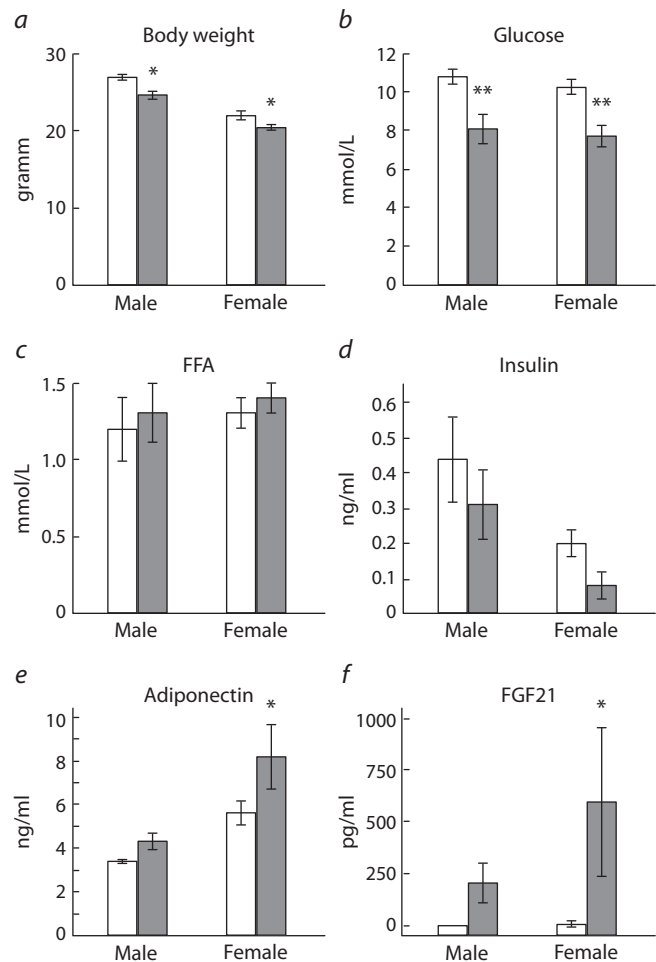 a
Body weight
30
20
10
0
gramm
*
*
Male
Female
b
Glucose
12
10
8
6
4
2
0
mmol/L
**
**
Male
Female
c
FFA
1.5
1.0
0.5
0
mmol/L
Male
Female
d
Insulin
0.6
0.5
0.4
0.3
0.2
0.1
0
ng/ml
Male
Female
e
Adiponectin
10
8
6
4
2
0
ng/ml
*
Male
Female
f
FGF21
1000
750
500
250
0
pg/ml
*
Male
Female